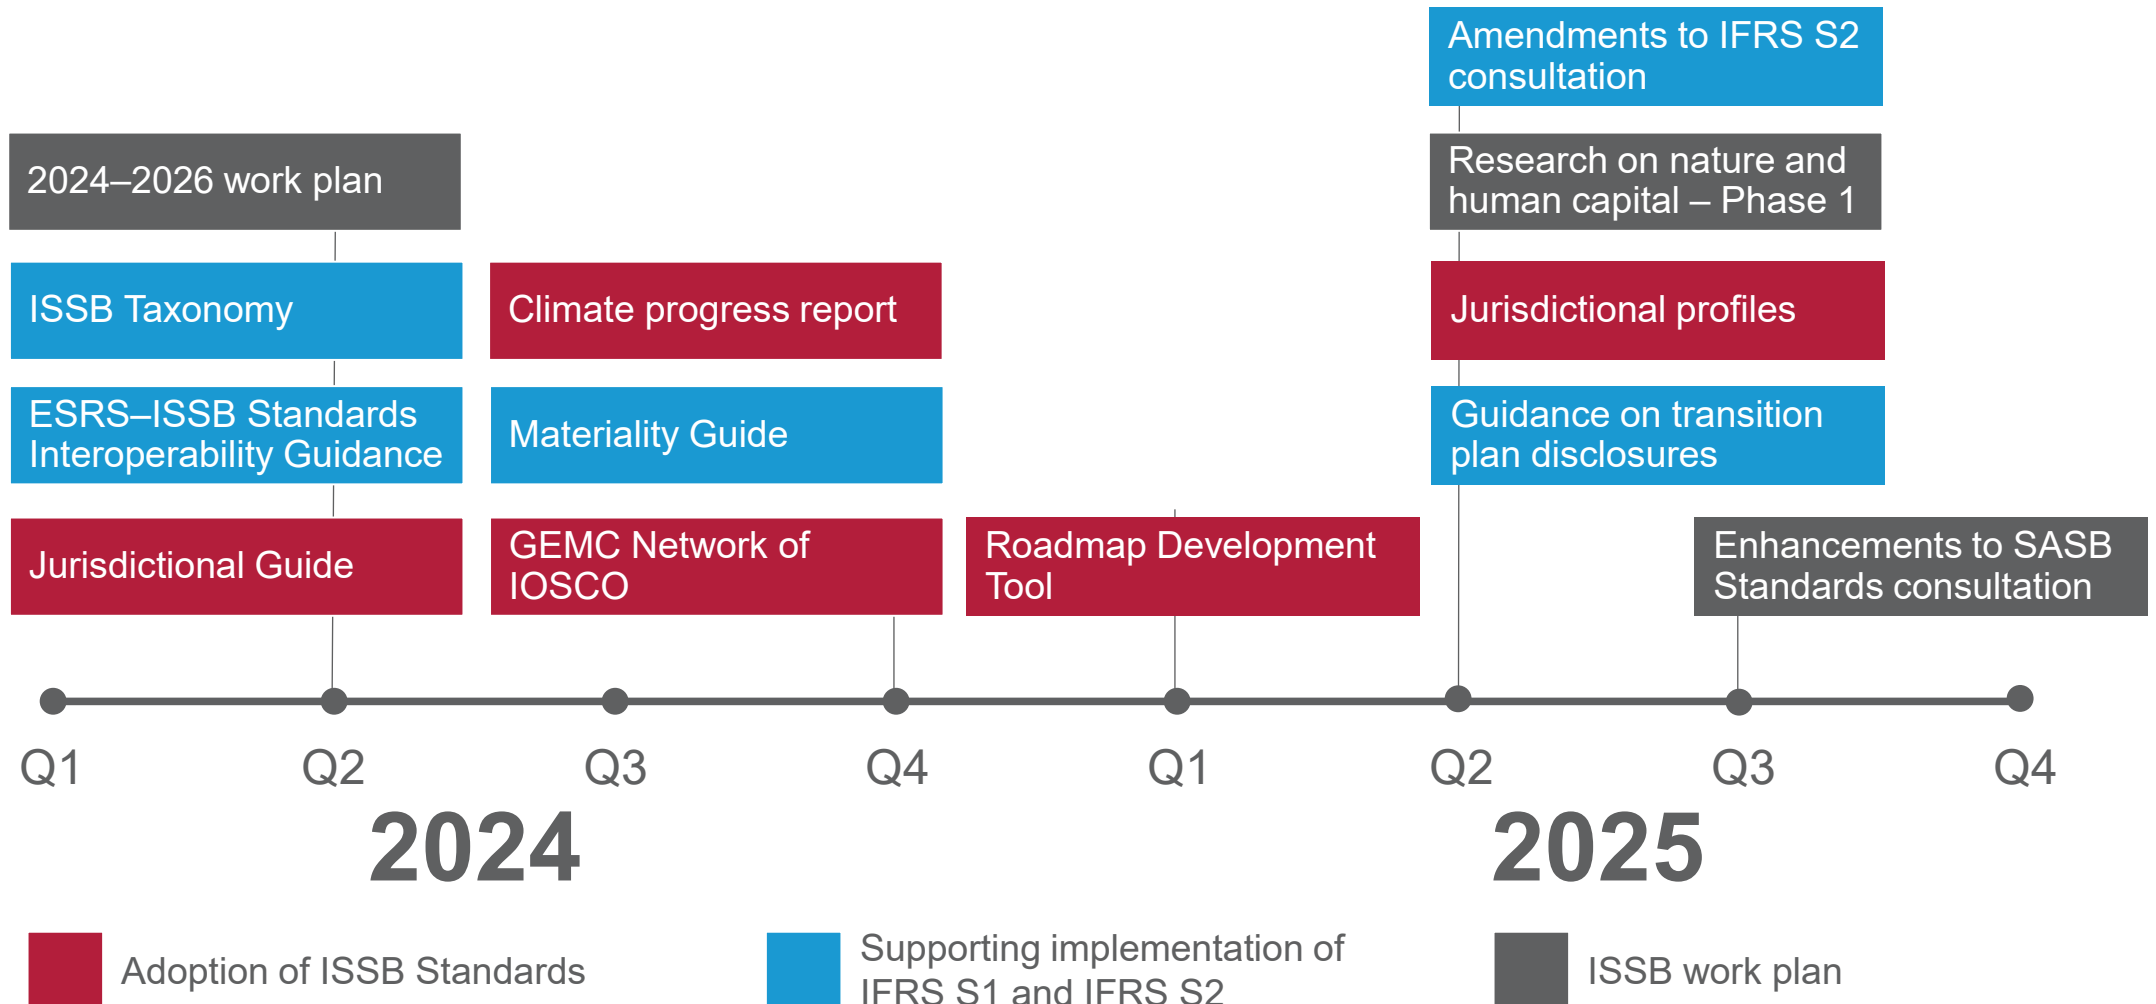 Amendments to IFRS S2
consultation
2024–2026 work plan
Research on nature and
human capital – Phase 1
ISSB Taxonomy
Climate progress report
Jurisdictional profiles
ESRS–ISSB Standards
Interoperability Guidance
Materiality Guide
Guidance on transition
plan disclosures
Jurisdictional Guide
GEMC Network of
IOSCO
Roadmap Development
Tool
Enhancements to SASB
Standards consultation
Q1
Q2
Q3
Q4
Q1
Q2
Q3
Q4
2024
2025
Adoption of ISSB Standards
Supporting implementation of
IFRS S1 and IFRS S2
ISSB work plan